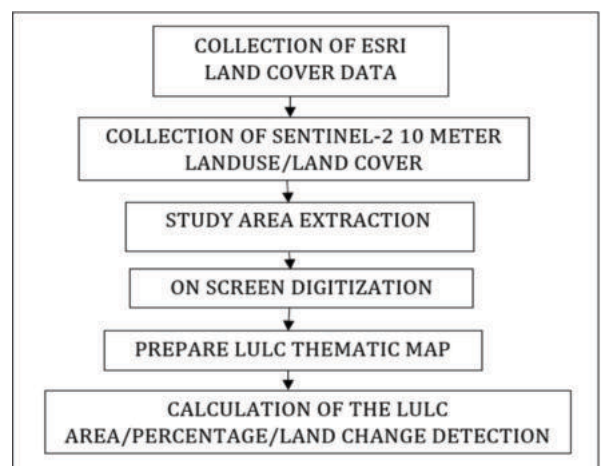 COLLECTION OF ESRI
LAND COVER DATA
COLLECTION OF SENTINEL-2 10 METER
LANDUSE/LAND COVER
STUDY AREA EXTRACTION
ON SCREEN DIGITIZATION
PREPARE LULC THEMATIC MAP
CALCULATION OF THE LULC
AREA/PERCENTAGE/LAND CHANGE DETECTION